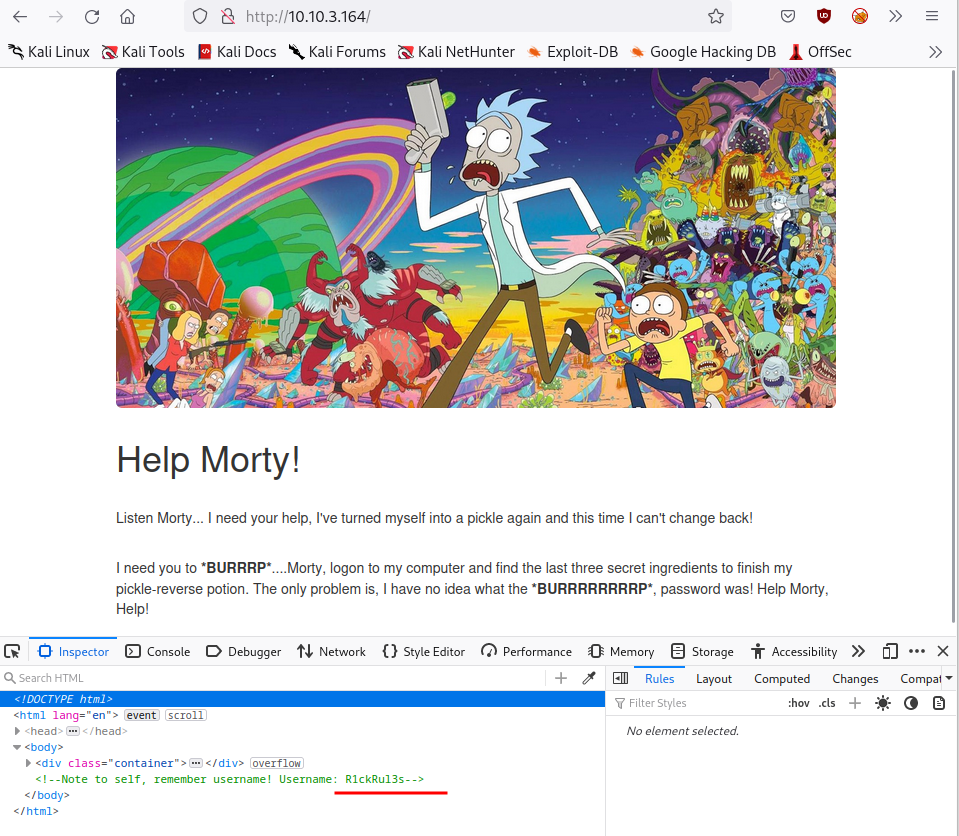 http://10.10.3.164/
Kali Linux Kali Tools Kali Docs Kali Forums Kali NetHunter Exploit-DB Google Hacking DB OffSec
Help Morty!
Listen Morty... I need your help, I've turned myself into a pickle again and this time I can't change back!
I need you to *BURRRP*....Morty, logon to my computer and find the last three secret ingredients to finish my
pickle-reverse potion. The only problem is, I have no idea what the *BURRRRRRRRP*, password was! Help Morty,
Help!
Inspector Console Debugger Network Style Editor Performance Memory Storage Accessibility
Search HTML
Rules Layout Computed Changes Compat
<!DOCTYPE html>
Filter Styles :hov .cls
<html lang="en"> event scroll
No element selected.
<head> ••• </head>
<body>
<div class="container"> ••• </div> overflow
<!--Note to self, remember username! Username: R1ckRul3s-->
</body>
</html>